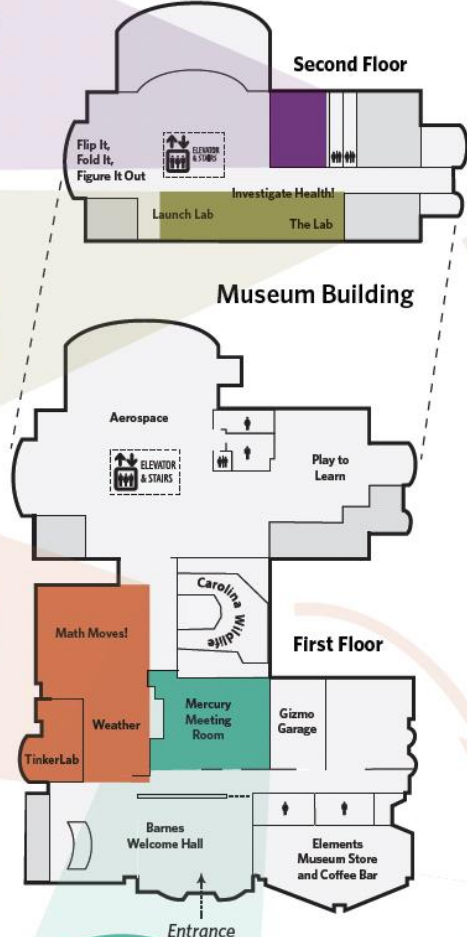 Second Floor
Flip It,
Fold It,
Figure It Out
ELEVATOR
& STAIRS
Investigate Health!
Launch Lab
The Lab
Museum Building
Aerospace
ELEVATOR
& STAIRS
Play to
Learn
Carolina Wildlife
First Floor
Math Moves!
Mercury
Meeting
Room
Gizmo
Garage
Weather
TinkerLab
Barnes
Welcome Hall
Elements
Museum Store
and Coffee Bar
Entrance